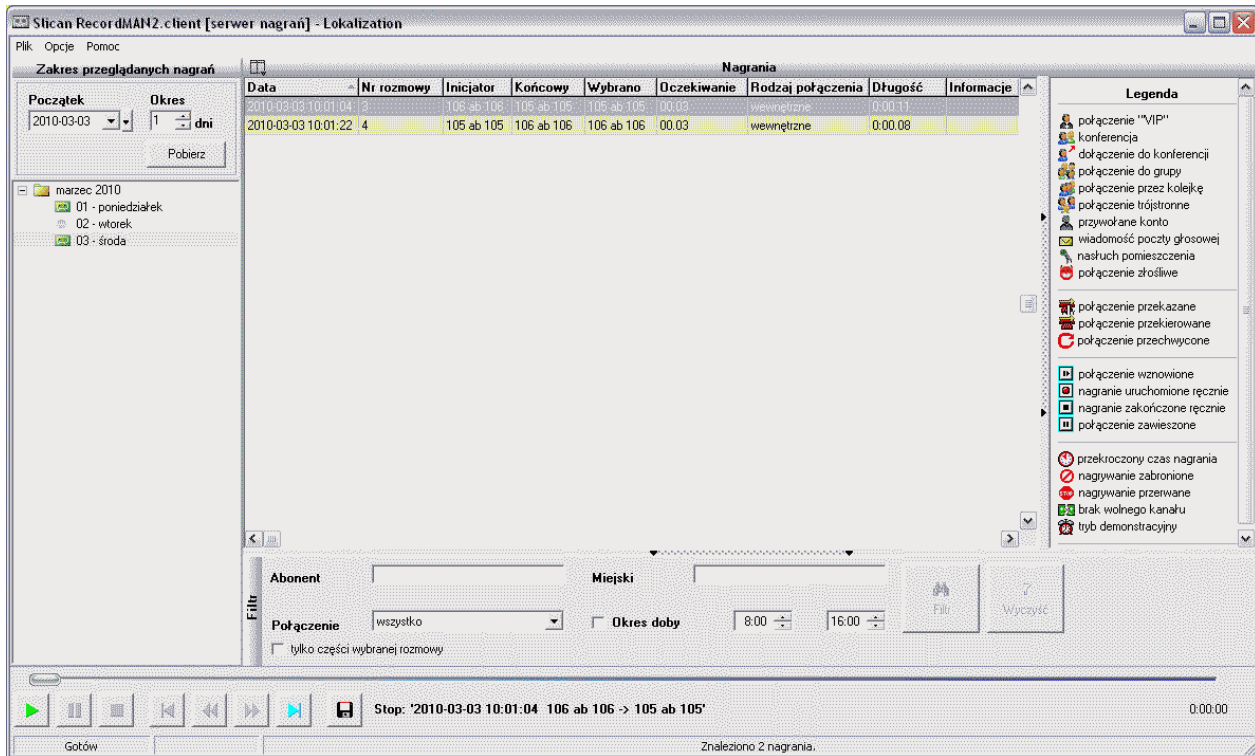 Slican RecordMAN2.client [serwer nagrań] - Lokalization
Plik Opcje Pomoc
Zakres przeglądanych nagrań
Początek Okres
2010-03-03 1 dni
Pobierz
marzec 2010
01 - poniedziałek
02 - wtorek
03 - środa
Nagrania
Data Nr rozmowy Inicjator Końcowy Wybrano Oczekiwanie Rodzaj połączenia Długość Informacje
2010-03-03 10:01:04 3 106 ab 106 105 ab 105 105 ab 105 00.03 wewnętrzne 0:00.11
2010-03-03 10:01:22 4 105 ab 105 106 ab 106 106 ab 106 00.03 wewnętrzne 0:00.08
Legenda
połączenie "VIP"
konferencja
dołączenie do konferencji
połączenie do grupy
połączenie przez kolejkę
połączenie trójstronne
przywołane konto
wiadomość poczty głosowej
nasłuch pomieszczenia
połączenie złośliwe
połączenie przekazane
połączenie przekierowane
połączenie przechwycone
połączenie wznowione
nagranie uruchomione ręcznie
nagranie zakończone ręcznie
połączenie zawieszone
przekroczony czas nagrania
nagrywanie zabronione
nagrywanie przerwane
brak wolnego kanału
tryb demonstracyjny
Filtr
Abonent Miejski
Połączenie wszystko Okres doby 8:00 16:00
tylko części wybranej rozmowy
Filtr Wyczyść
Stop: '2010-03-03 10:01:04 106 ab 106 -> 105 ab 105' 0:00:00
Gotów Znaleziono 2 nagrania.